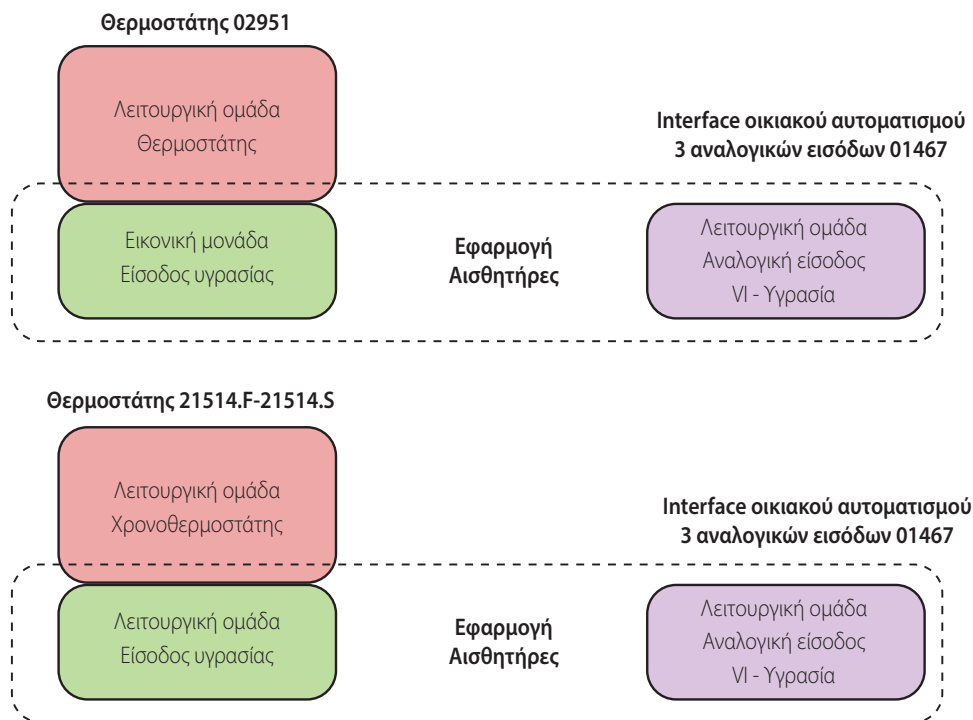 Θερμοστάτης 02951
Λειτουργική ομάδα
Θερμοστάτης
Interface οικιακού αυτοματισμού
3 αναλογικών εισόδων 01467
Εικονική μονάδα
Είσοδος υγρασίας
Εφαρμογή
Αισθητήρες
Λειτουργική ομάδα
Αναλογική είσοδος
VI - Υγρασία
Θερμοστάτης 21514.F-21514.S
Λειτουργική ομάδα
Χρονοθερμοστάτης
Interface οικιακού αυτοματισμού
3 αναλογικών εισόδων 01467
Λειτουργική ομάδα
Είσοδος υγρασίας
Εφαρμογή
Αισθητήρες
Λειτουργική ομάδα
Αναλογική είσοδος
VI - Υγρασία